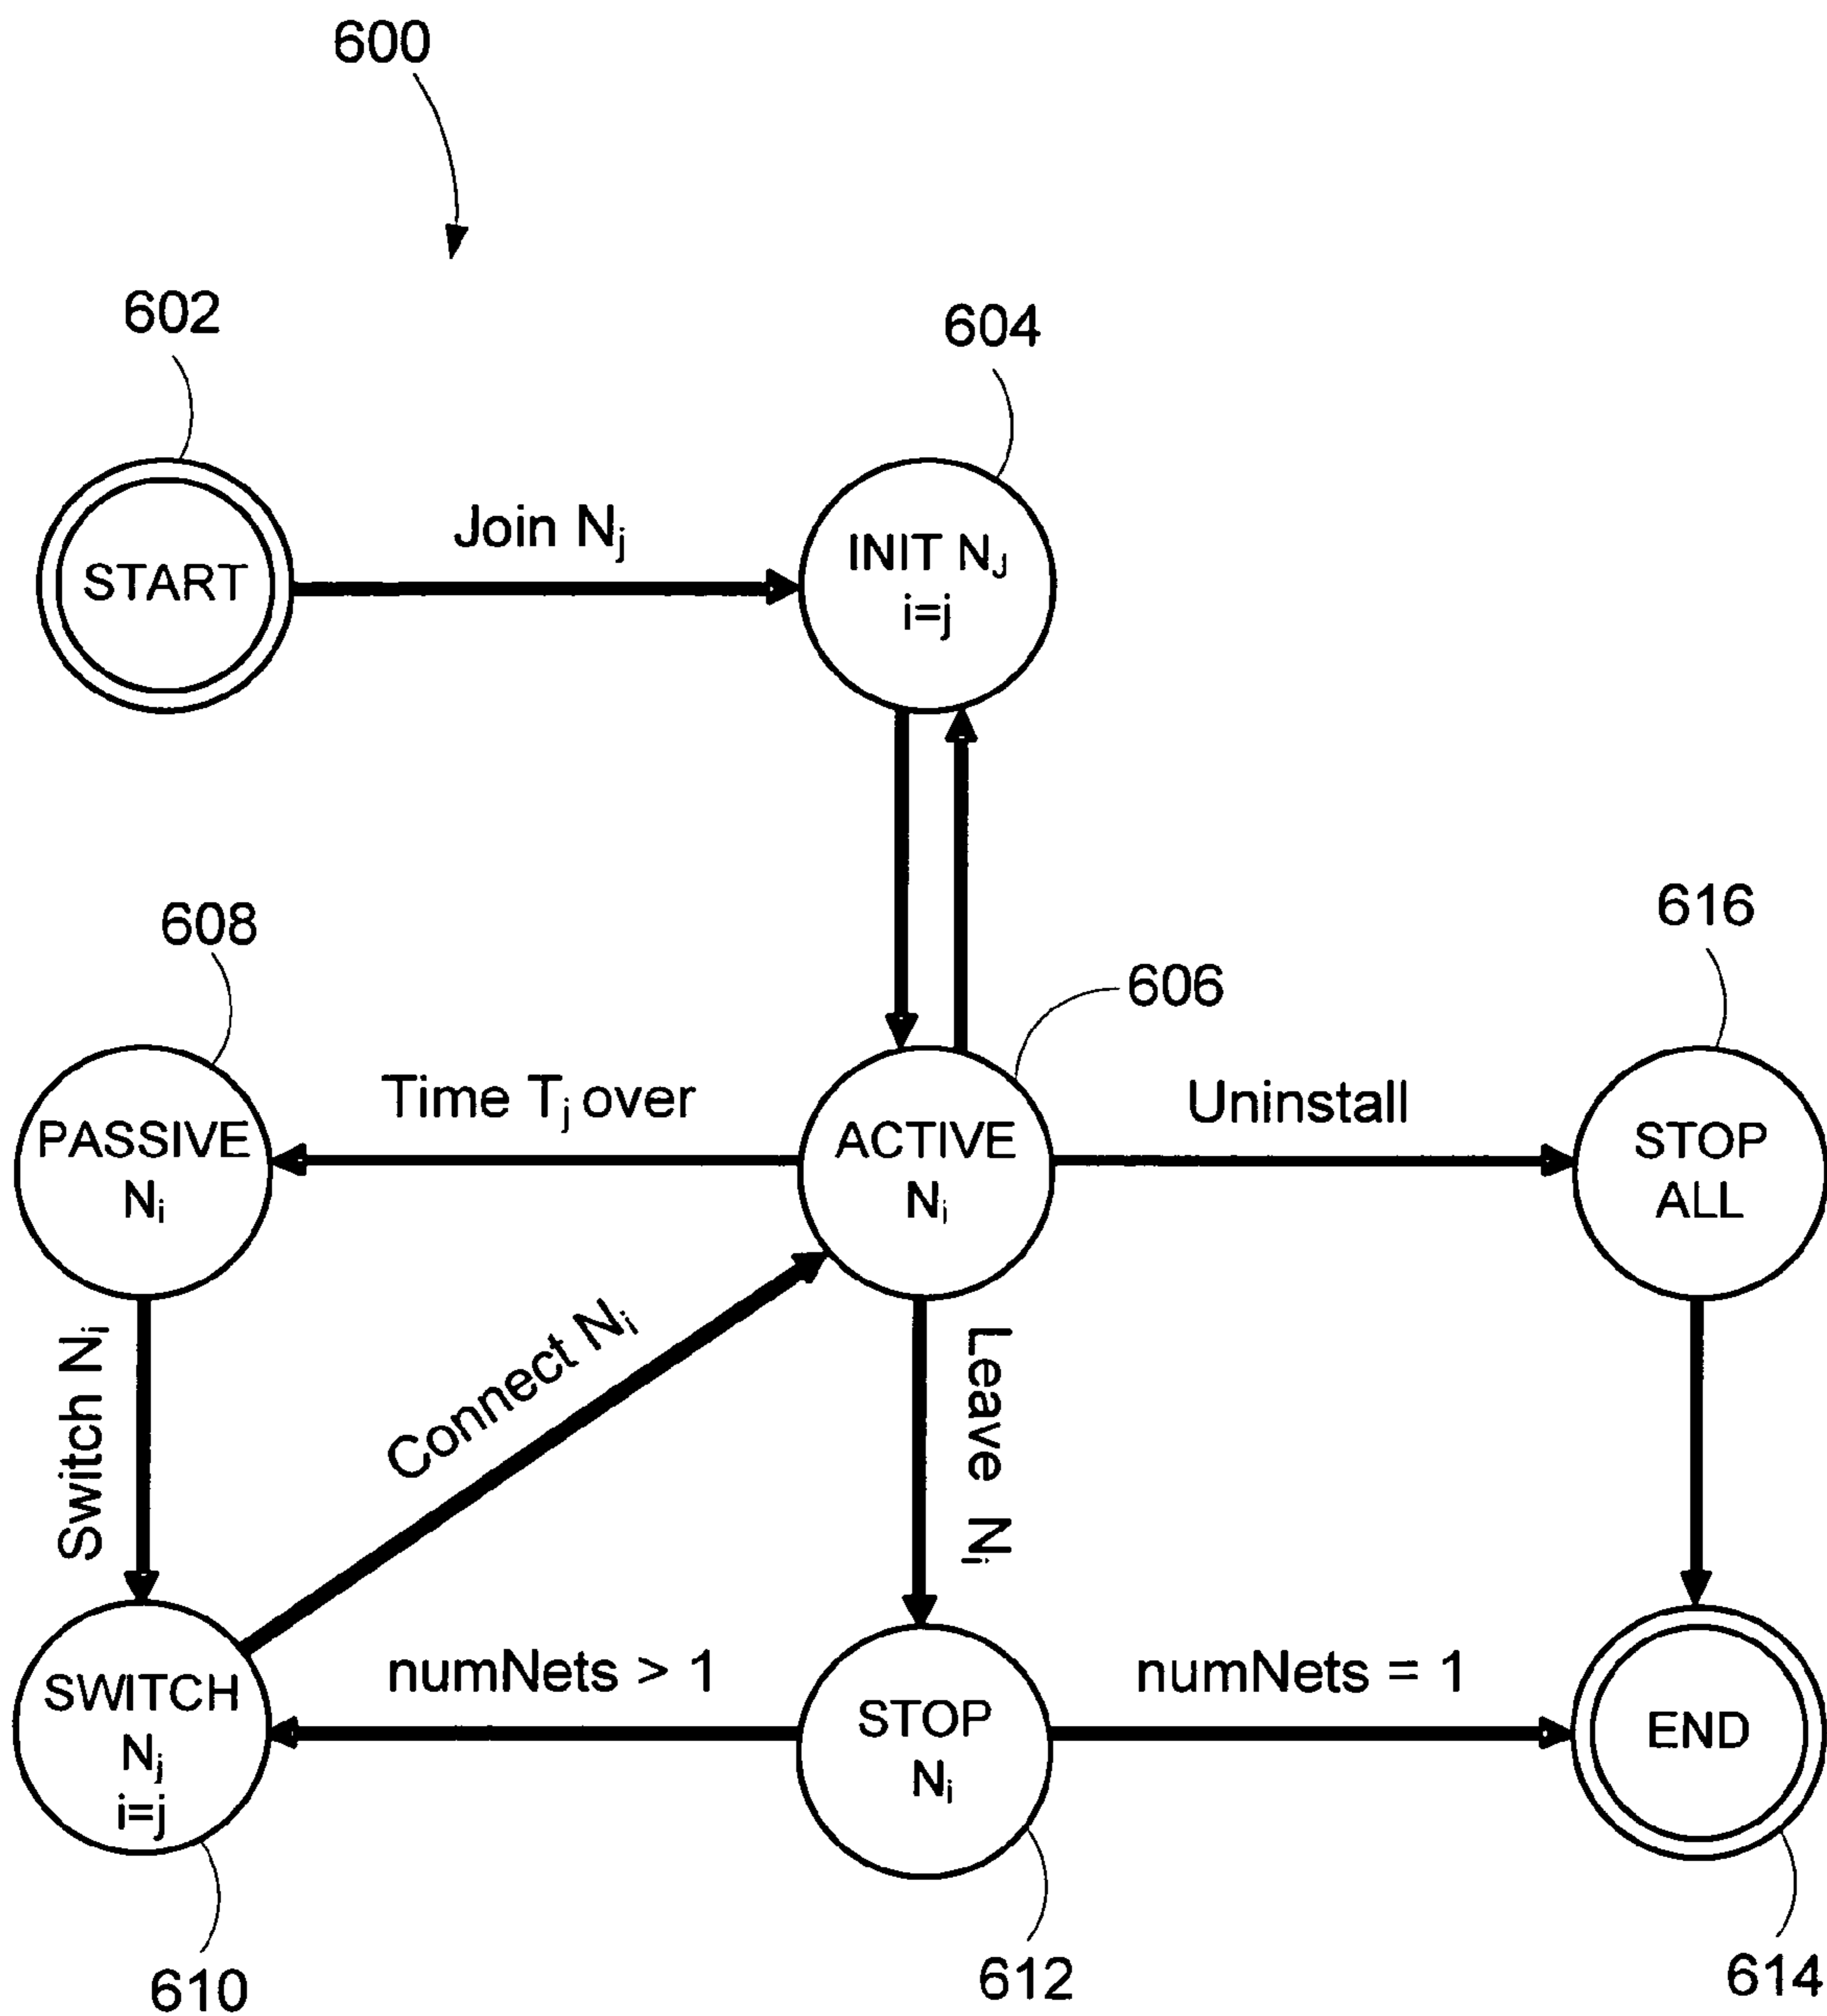 600
602
604
START
Join Nj
INIT NJ
i=j
608
606
616
PASSIVE
Ni
Time Tj over
ACTIVE
Ni
Uninstall
STOP
ALL
Switch Ni
Connect Ni
Leave Ni
SWITCH
Nj
i=j
numNets > 1
STOP
Ni
numNets = 1
END
610
612
614